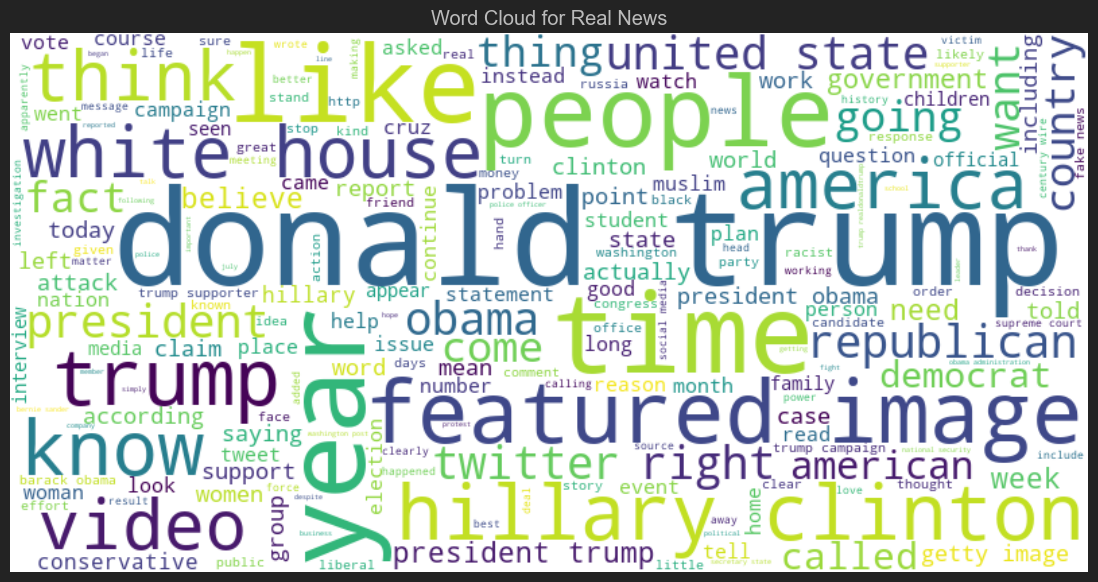 Word Cloud for Real News
vote course sure wrote making asked real thing united state victim likely including country want
think like people
life better line instead russia watch work government
apparently went message campaign stand http news history children going supporter
reported seen stop kind cruz response
white house great meeting turn clinton world question official century wire fake news
fact believe came report money problem point muslim america
investigation following friend continue police officer hand student black
today donald trump
left given matter important action state washington plan head party racist thank
police july actually working leader
attack nation trump supporter hillary appear statement good congress president obama person order need decision told
interview president known idea help obama issue time office long social media candidate supreme court republican
media claim place come getting obama administration
trump word days mean comment calling reason month family fight democrat
member simply number power
according added face featured image case
know company saying tweet election clearly protest source read trump campaign national security include
washington post twitter right american
barack obama look support happened story event clear thought week
woman women force
effort result despite group hillary clinton home love
video deal best away political
business president trump tell called getty image
conservative public liberal little secretary state